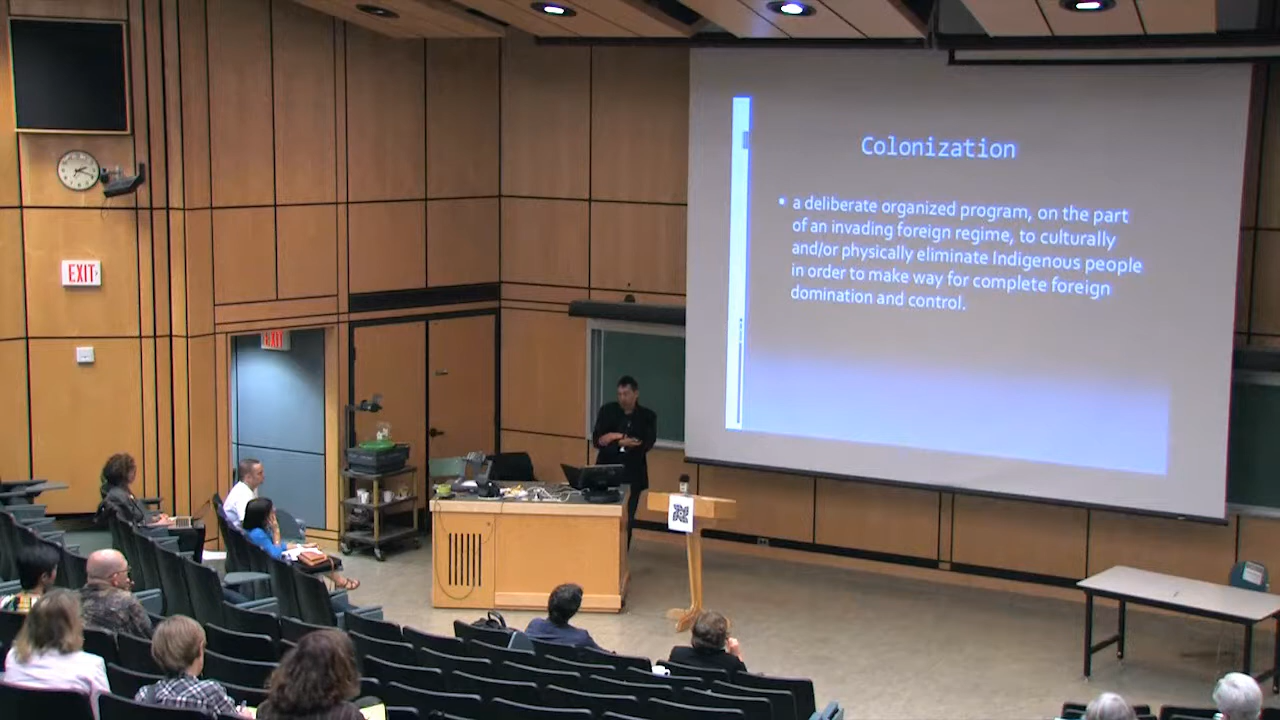 Colonization
▪ a deliberate organized program, on the part
of an invading foreign regime, to culturally
and/or physically eliminate Indigenous people
in order to make way for complete foreign
domination and control.
EXIT
EXIT